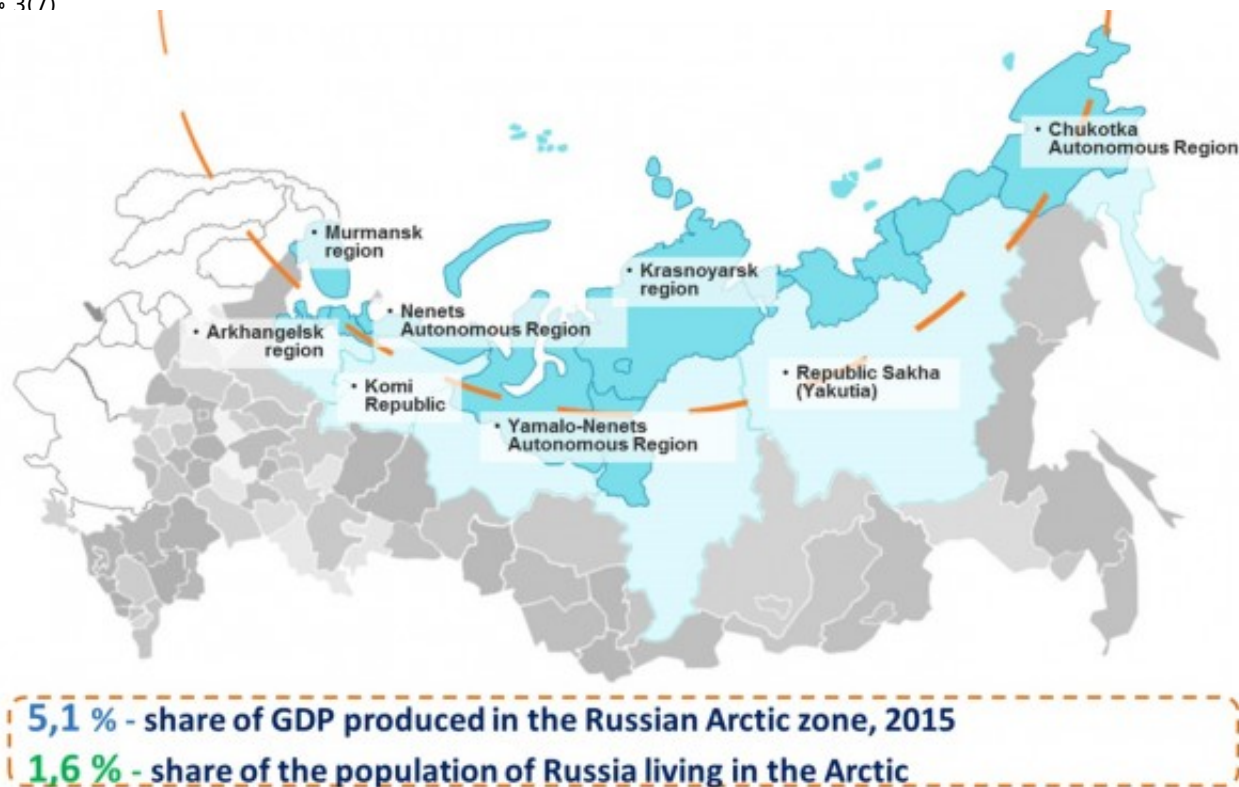 • Chukotka
Autonomous Region
• Murmansk
region
• Krasnoyarsk
region
• Nenets
Autonomous Region
• Arkhangelsk
region
• Komi
Republic
• Republic Sakha
(Yakutia)
• Yamalo-Nenets
Autonomous Region
5,1 % - share of GDP produced in the Russian Arctic zone, 2015
1,6 % - share of the population of Russia living in the Arctic